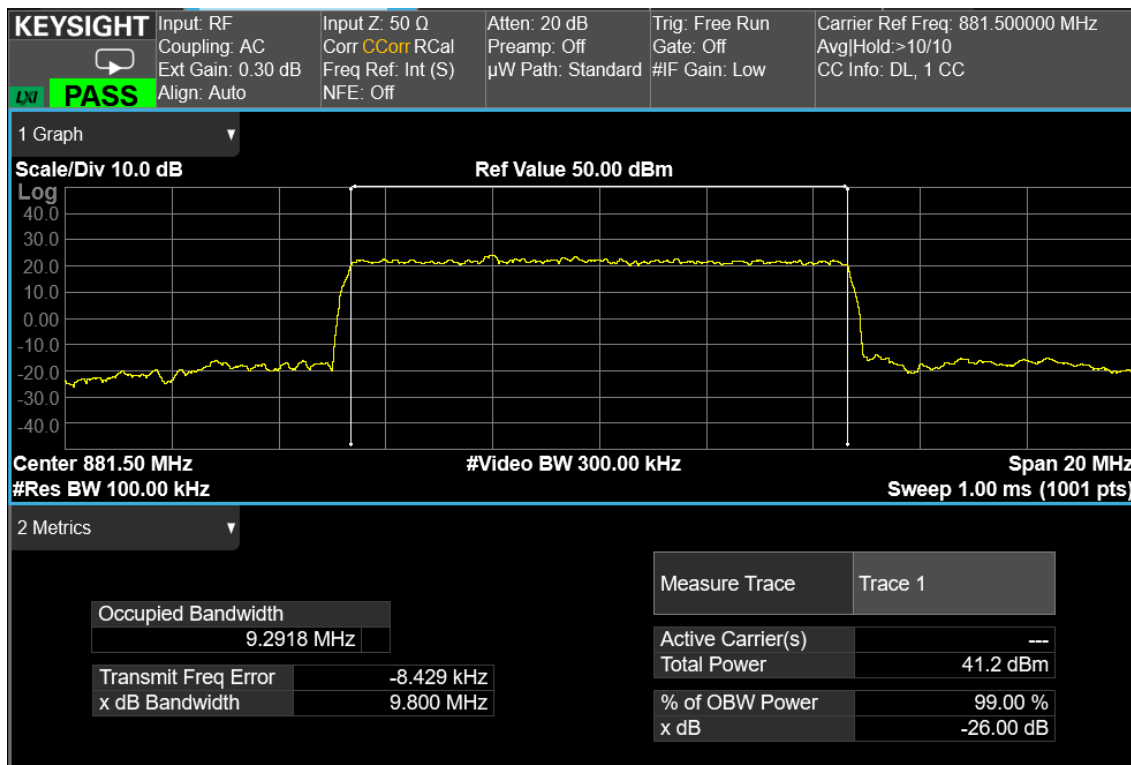 KEYSIGHT Input: RF Input Z: 50 Ω Atten: 20 dB Trig: Free Run Carrier Ref Freq: 881.500000 MHz
Coupling: AC Corr CCorr RCal Preamp: Off Gate: Off Avg|Hold:>10/10
Ext Gain: 0.30 dB Freq Ref: Int (S) µW Path: Standard #IF Gain: Low CC Info: DL, 1 CC
LXI PASS Align: Auto NFE: Off
1 Graph
Scale/Div 10.0 dB Ref Value 50.00 dBm
Log
40.0
30.0
20.0
10.0
0.00
-10.0
-20.0
-30.0
-40.0
Center 881.50 MHz #Video BW 300.00 kHz Span 20 MHz
#Res BW 100.00 kHz Sweep 1.00 ms (1001 pts)
2 Metrics
Measure Trace Trace 1
Occupied Bandwidth
9.2918 MHz
Active Carrier(s) ---
Total Power 41.2 dBm
Transmit Freq Error -8.429 kHz
x dB Bandwidth 9.800 MHz
% of OBW Power 99.00 %
x dB -26.00 dB